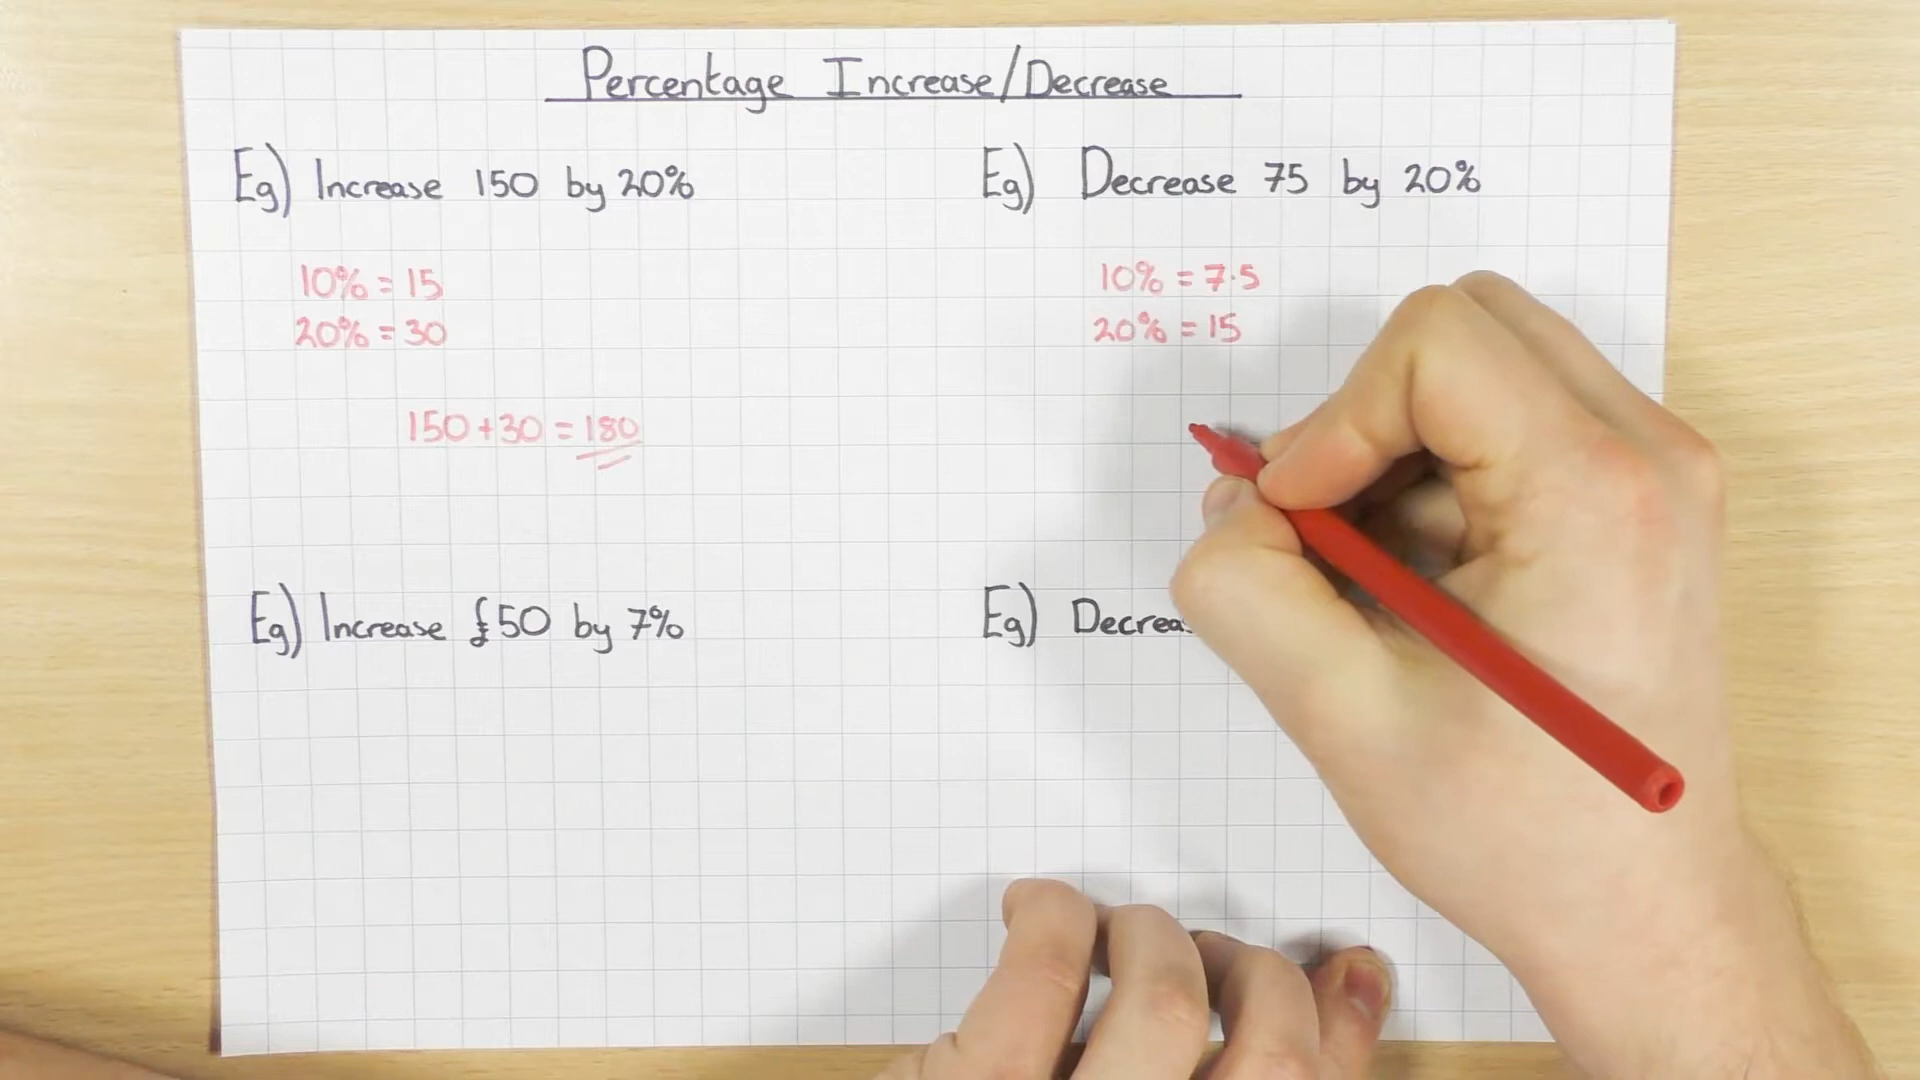 Percentage Increase/Decrease
Eg) Increase 150 by 20%
10% = 15
20% = 30
150 + 30 = 180
Eg) Decrease 75 by 20%
10% = 7.5
20% = 15
Eg) Increase £50 by 7%
Eg) Decreas